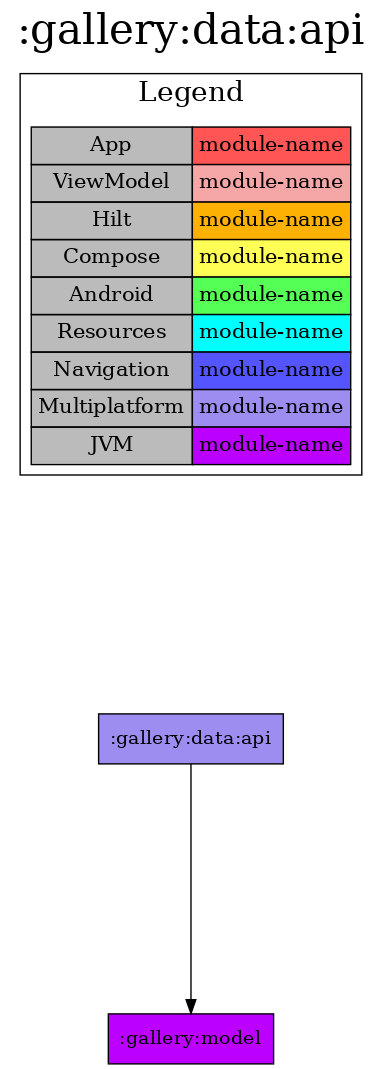 :gallery:data:api
Legend
App module-name
ViewModel module-name
Hilt module-name
Compose module-name
Android module-name
Resources module-name
Navigation module-name
Multiplatform module-name
JVM module-name
:gallery:data:api
:gallery:model